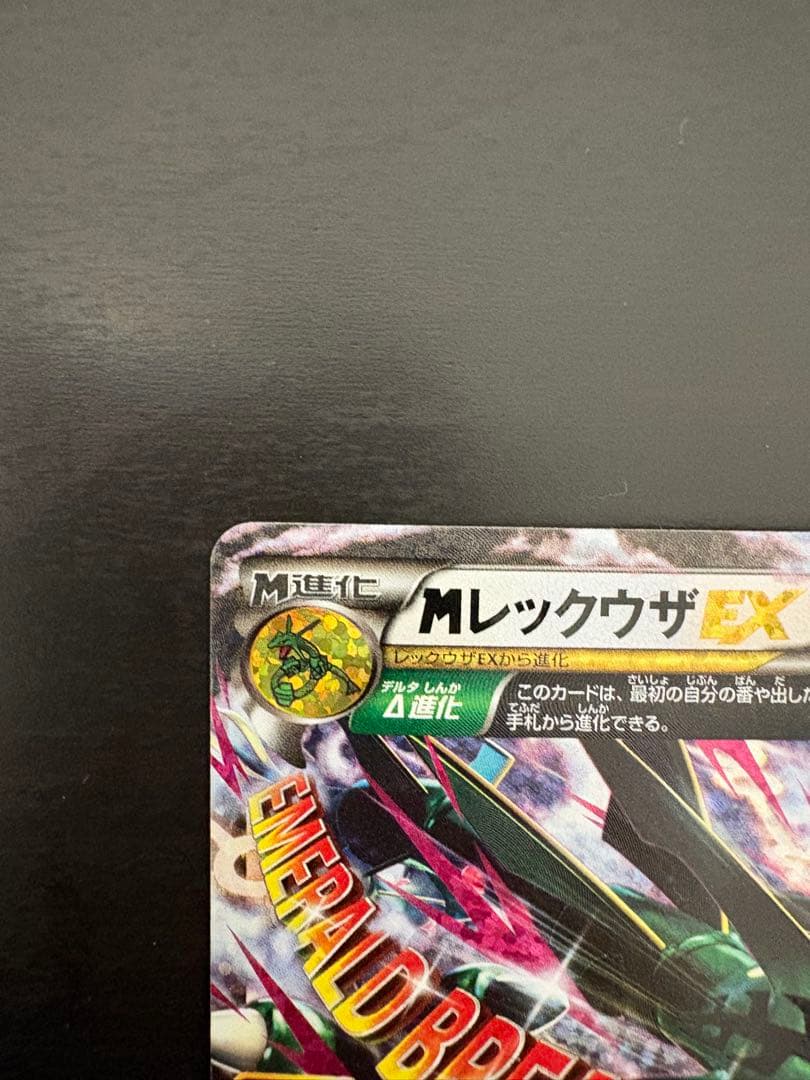 M進化
MレックウザEX
レックウザEXから進化
デルタ しんか
Δ進化
さいしょ じぶん ばん だ
このカードは、最初の自分の番や出した
てふだ しんか
手札から進化できる。
EMERALD BRE